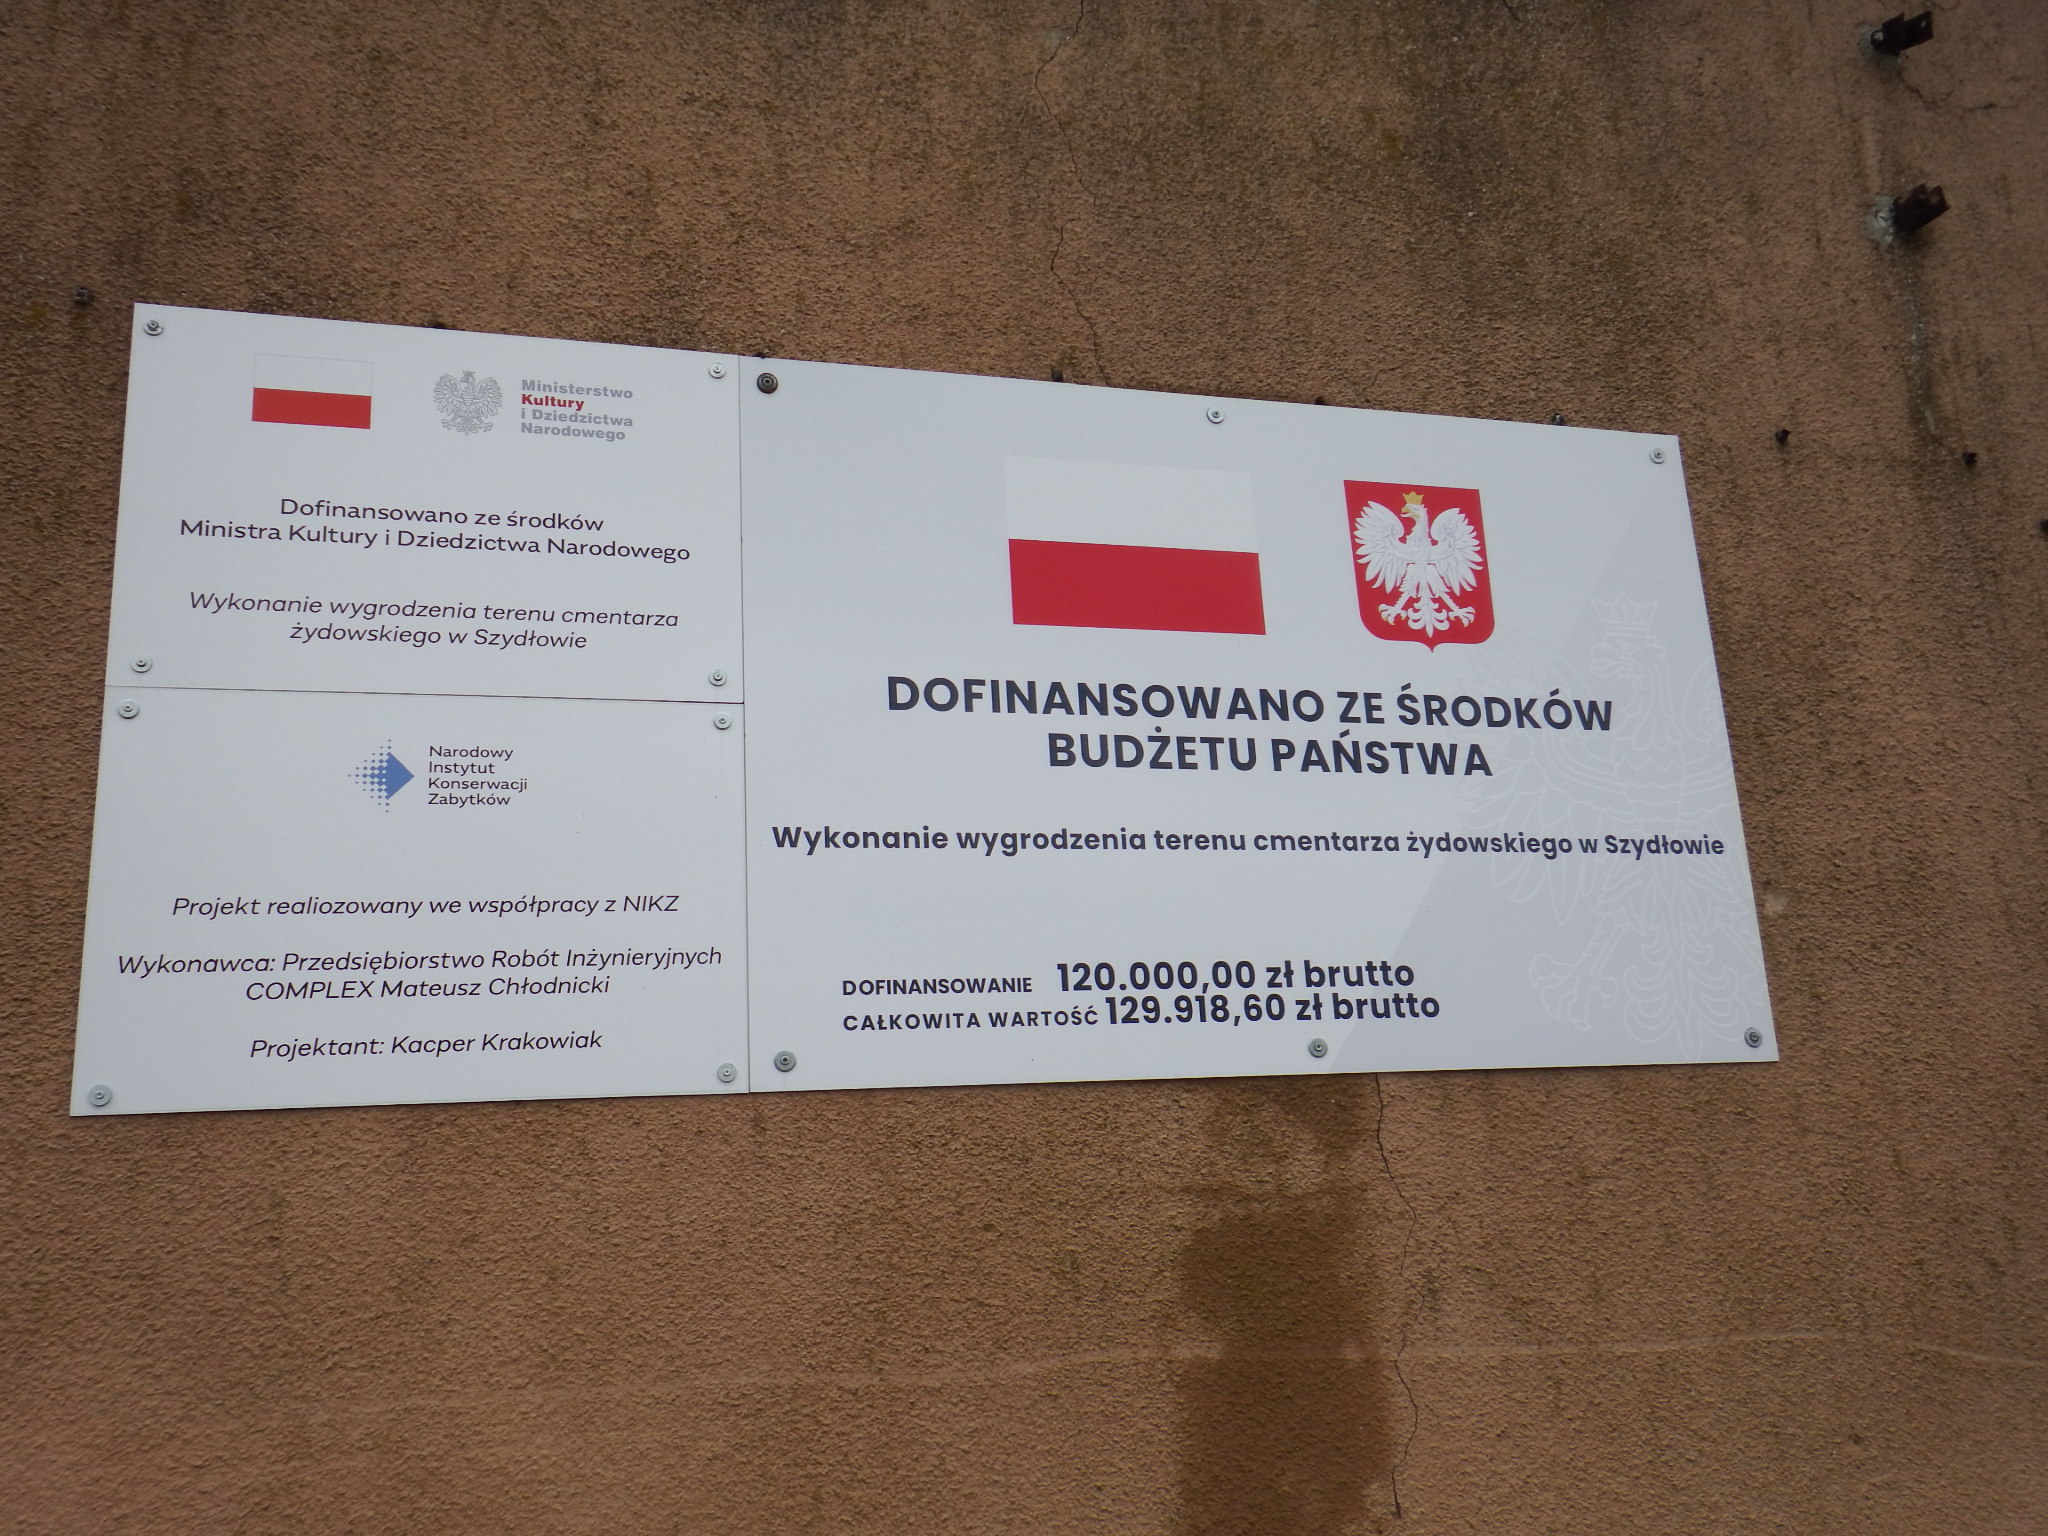 Ministerstwo
Kultury
i Dziedzictwa
Narodowego
Dofinansowano ze środków
Ministra Kultury i Dziedzictwa Narodowego
Wykonanie wygrodzenia terenu cmentarza
żydowskiego w Szydłowie
Narodowy
Instytut
Konserwacji
Zabytków
Projekt realiozowany we współpracy z NIKZ
Wykonawca: Przedsiębiorstwo Robót Inżynieryjnych
COMPLEX Mateusz Chłodnicki
Projektant: Kacper Krakowiak
DOFINANSOWANO ZE ŚRODKÓW
BUDŻETU PAŃSTWA
Wykonanie wygrodzenia terenu cmentarza żydowskiego w Szydłowie
DOFINANSOWANIE 120.000,00 zł brutto
CAŁKOWITA WARTOŚĆ 129.918,60 zł brutto